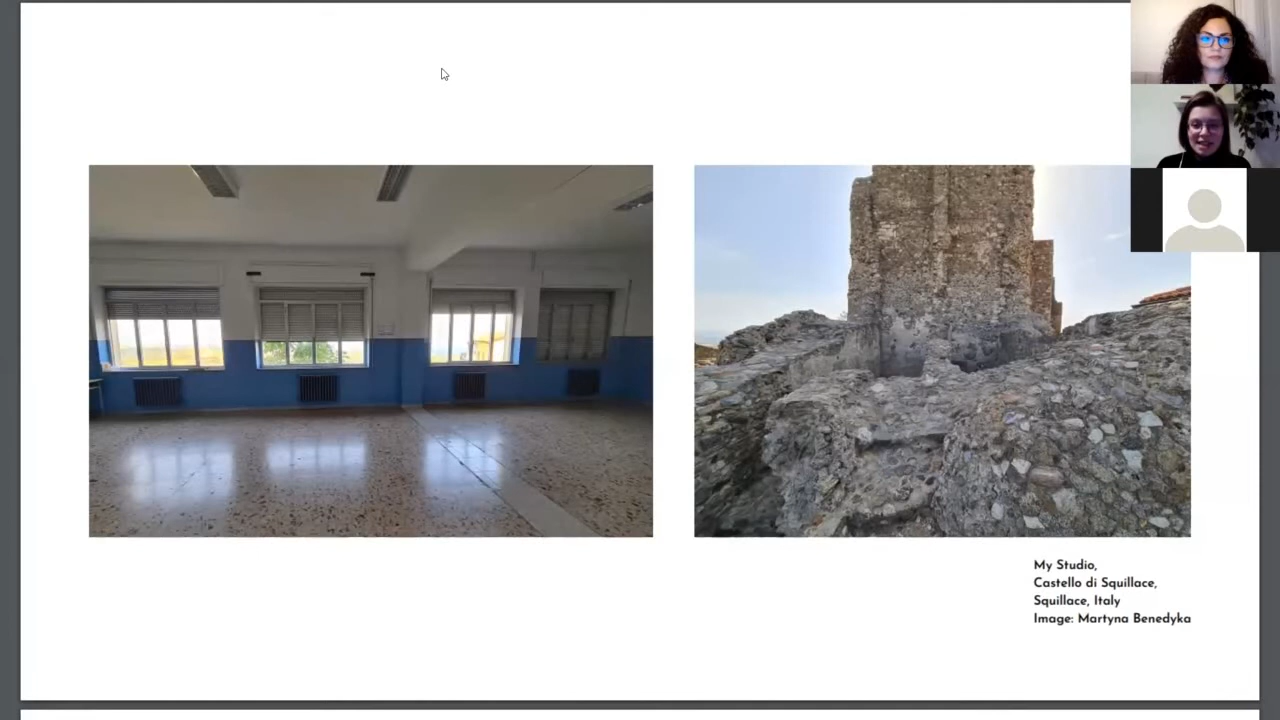 My Studio,
Castello di Squillace,
Squillace, Italy
Image: Martyna Benedyka